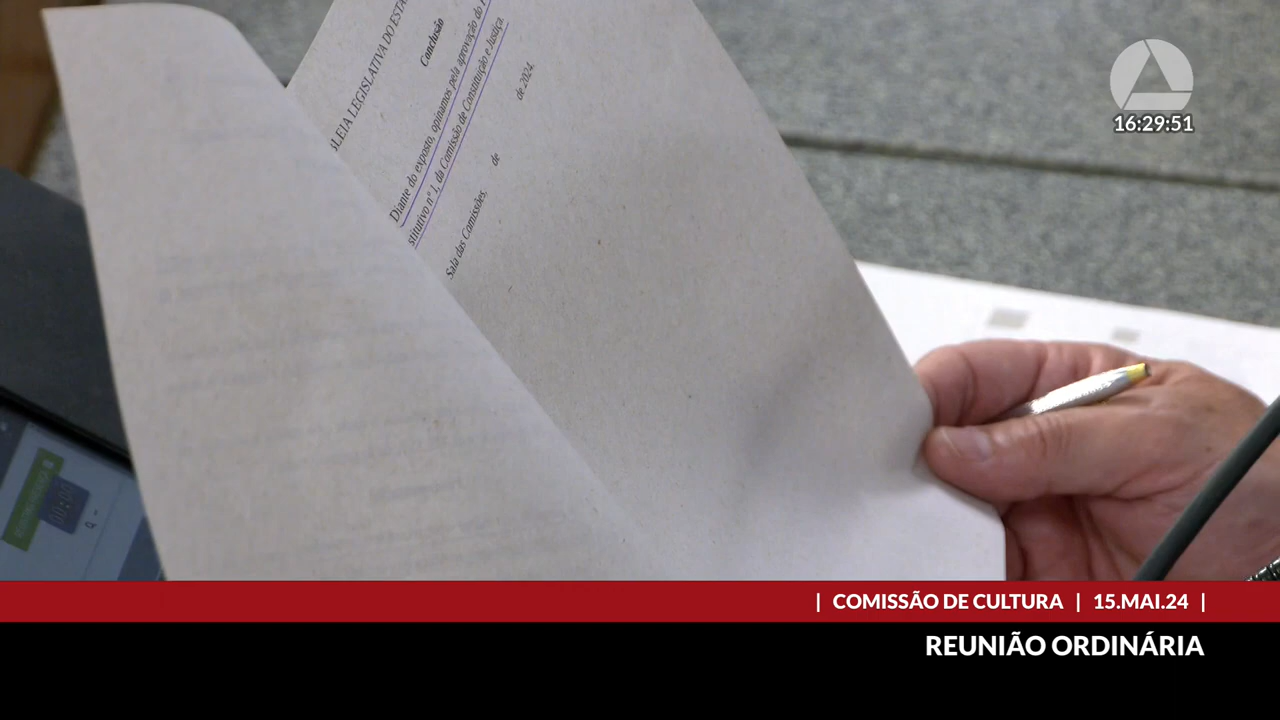 LEIA LEGISLATIVA DO ESTA
Conclusão
Diante do exposto, opinamos pela aprovação do
stitutivo nº 1, da Comissão de Constituição e Justiça.
Sala das Comissões, de de 2024.
16:29:51
| COMISSÃO DE CULTURA | 15.MAI.24 |
REUNIÃO ORDINÁRIA